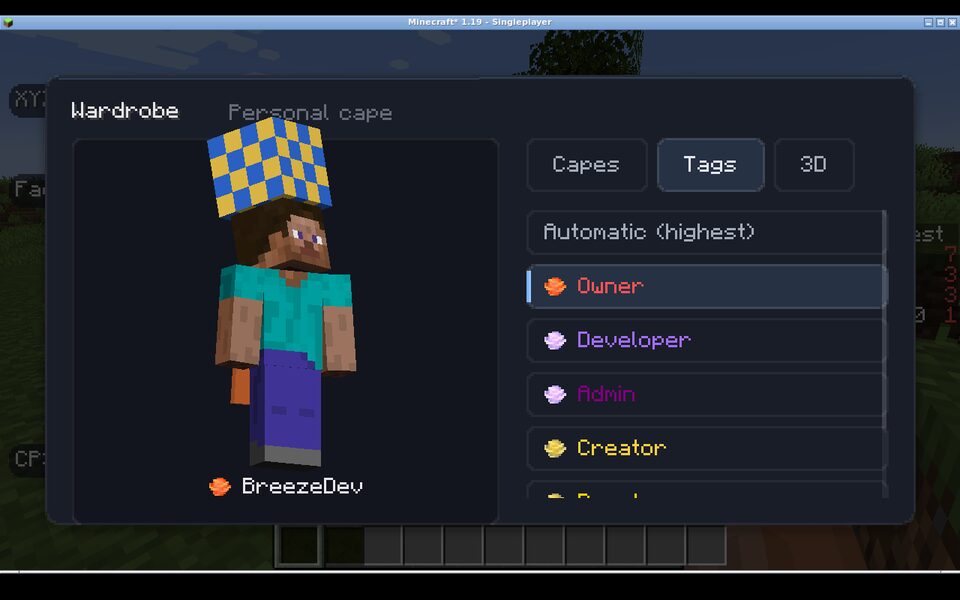 Minecraft* 1.19 - Singleplayer
Wardrobe
Personal cape
Capes
Tags
3D
Automatic (highest)
Owner
Developer
Admin
Creator
BreezeDev